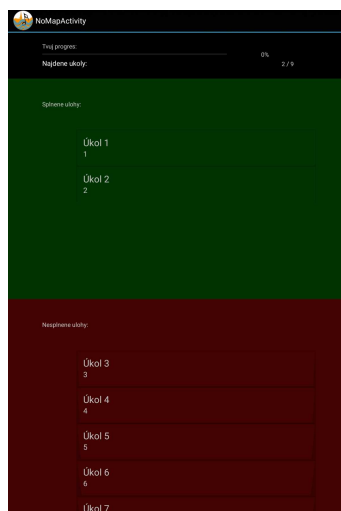 NoMapActivity
Tvuj progres:
0%
Najdene ukoly:
2 / 9
Splnene ulohy:
Úkol 1
1
Úkol 2
2
Nesplnene ulohy:
Úkol 3
3
Úkol 4
4
Úkol 5
5
Úkol 6
6
Úkol 7